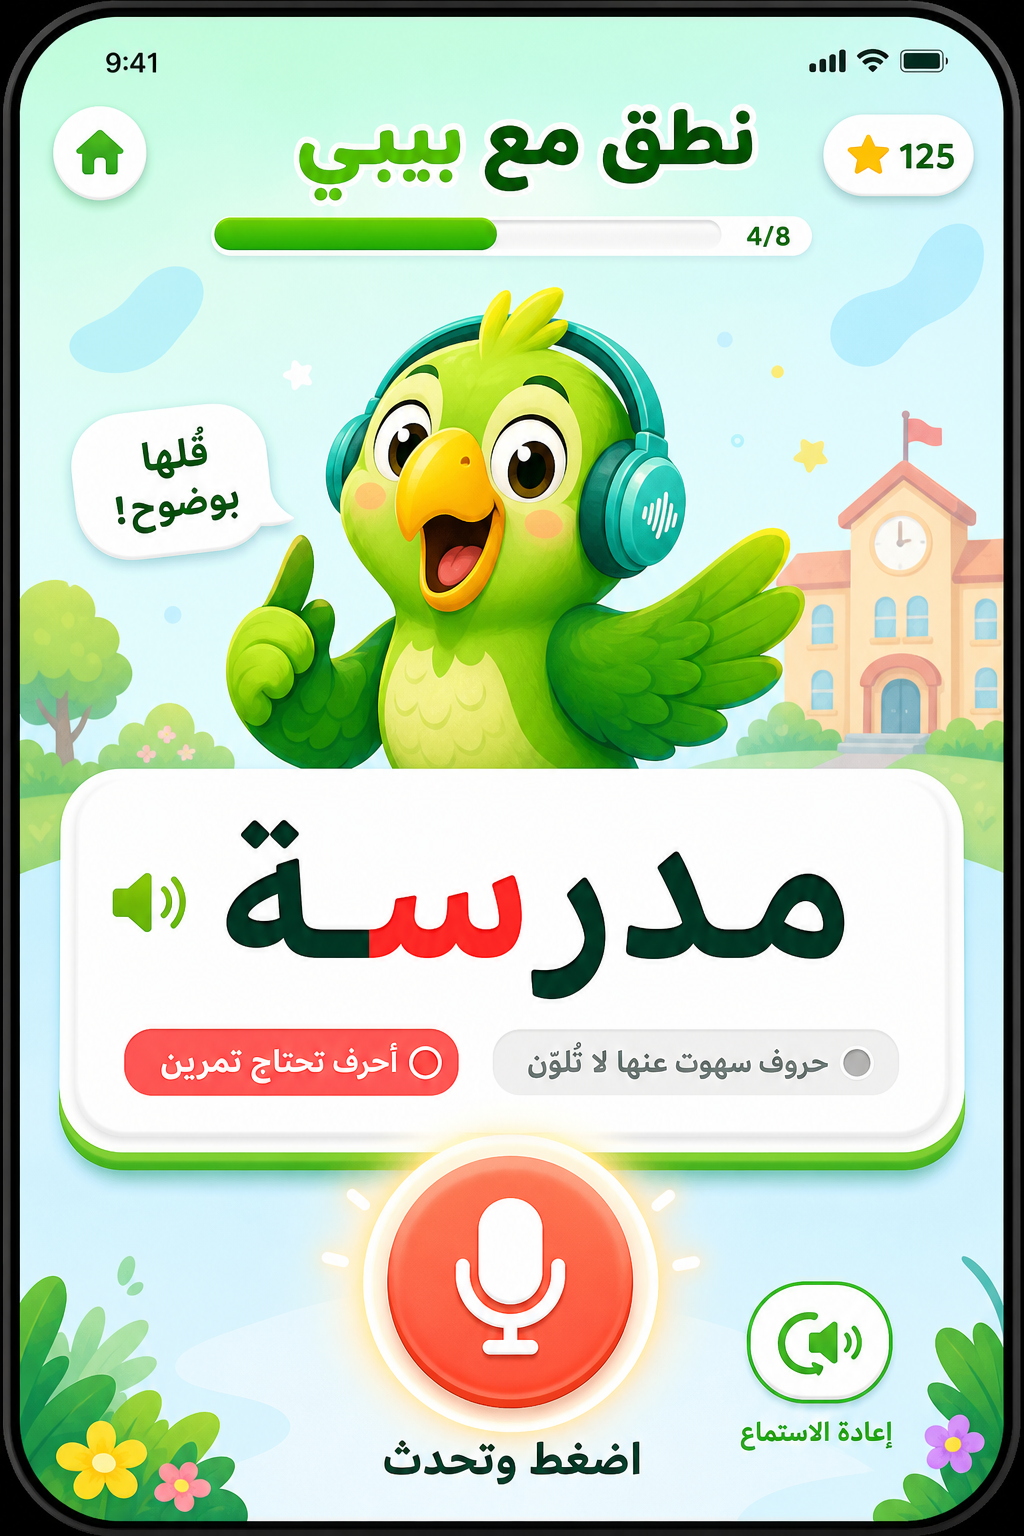 9:41
نطق مع بيبي
125
4/8
قُلها
بوضوح!
مدرسة
حروف سهوت عنها لا تُلوّن
أحرف تحتاج تمرين
اضغط وتحدث
إعادة الاستماع